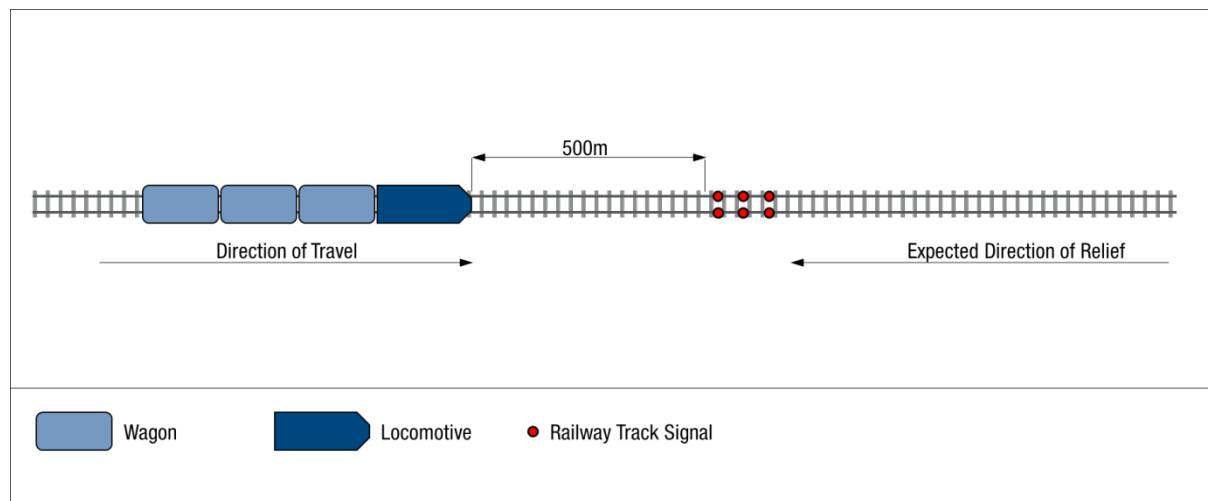 500m
Direction of Travel
Expected Direction of Relief
Wagon
Locomotive
Railway Track Signal